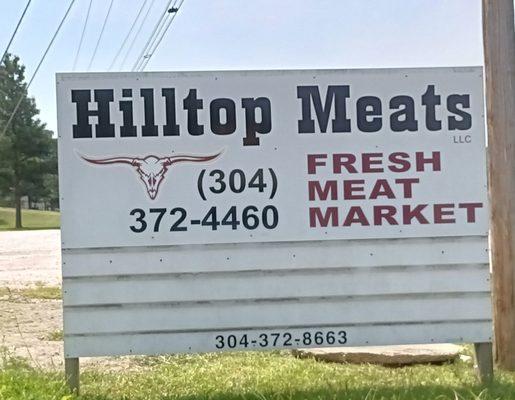 Hilltop Meats
LLC
(304)
372-4460
FRESH
MEAT
MARKET
304-372-8663